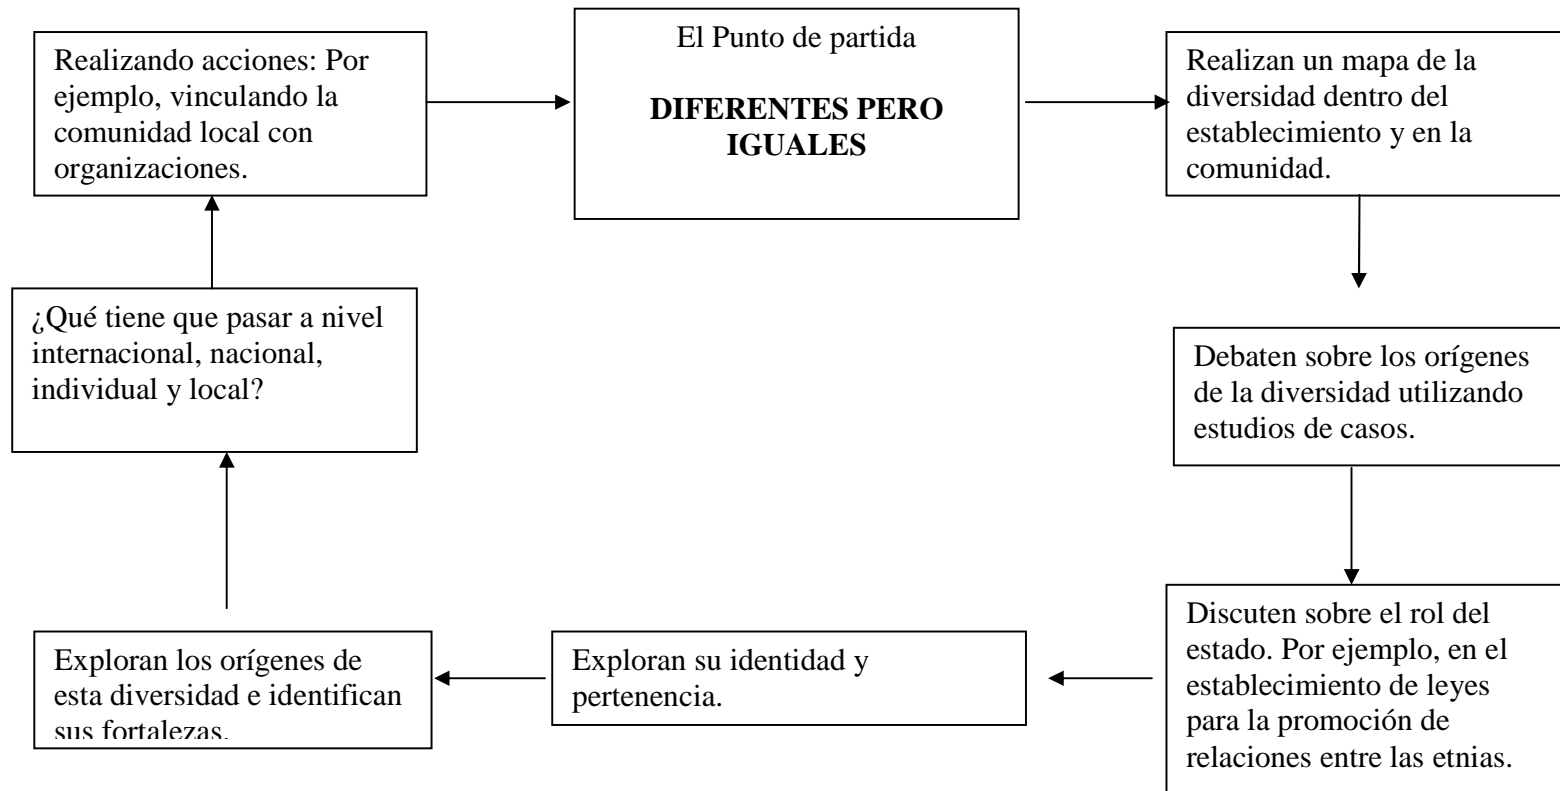 El Punto de partida
DIFERENTES PERO
IGUALES
Realizan un mapa de la
diversidad dentro del
establecimiento y en la
comunidad.
Debaten sobre los orígenes
de la diversidad utilizando
estudios de casos.
Discuten sobre el rol del
estado. Por ejemplo, en el
establecimiento de leyes
para la promoción de
relaciones entre las etnias.
Exploran su identidad y
pertenencia.
Exploran los orígenes de
esta diversidad e identifican
sus fortalezas.
¿Qué tiene que pasar a nivel
internacional, nacional,
individual y local?
Realizando acciones: Por
ejemplo, vinculando la
comunidad local con
organizaciones.